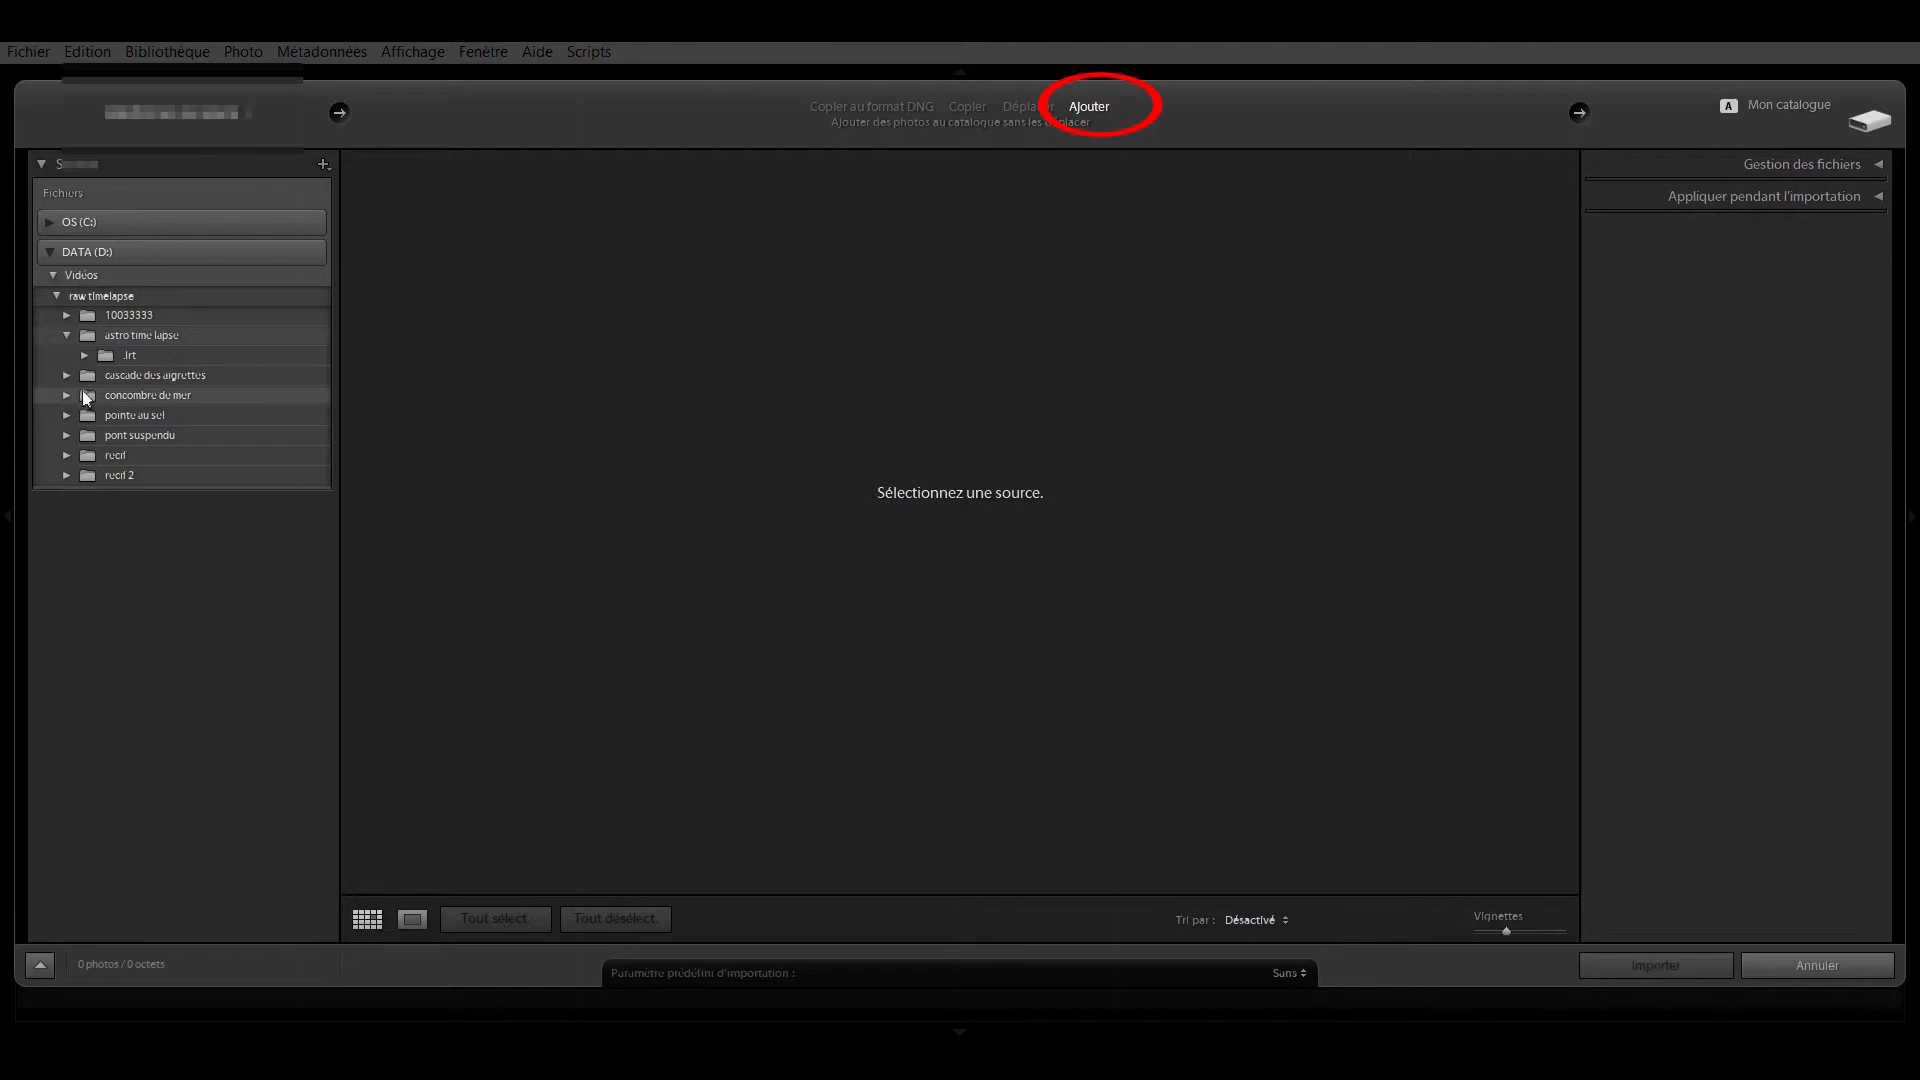 Fichier Edition Bibliothèque Photo Métadonnées Affichage Fenêtre Aide Scripts
Copier au format DNG Copier Déplacer Ajouter
Ajouter des photos au catalogue sans les déplacer
A Mon catalogue
Fichiers
OS (C:)
DATA (D:)
Vidéos
raw timelapse
10033333
astro time lapse
.lrt
cascade des aigrettes
concombre de mer
pointe au sel
pont suspendu
recif
recif 2
Sélectionnez une source.
Gestion des fichiers
Appliquer pendant l'importation
Tout sélect. Tout désélect. Tri par : Désactivé Vignettes
0 photos / 0 octets
Paramètre prédéfini d'importation : Sans
Importer Annuler